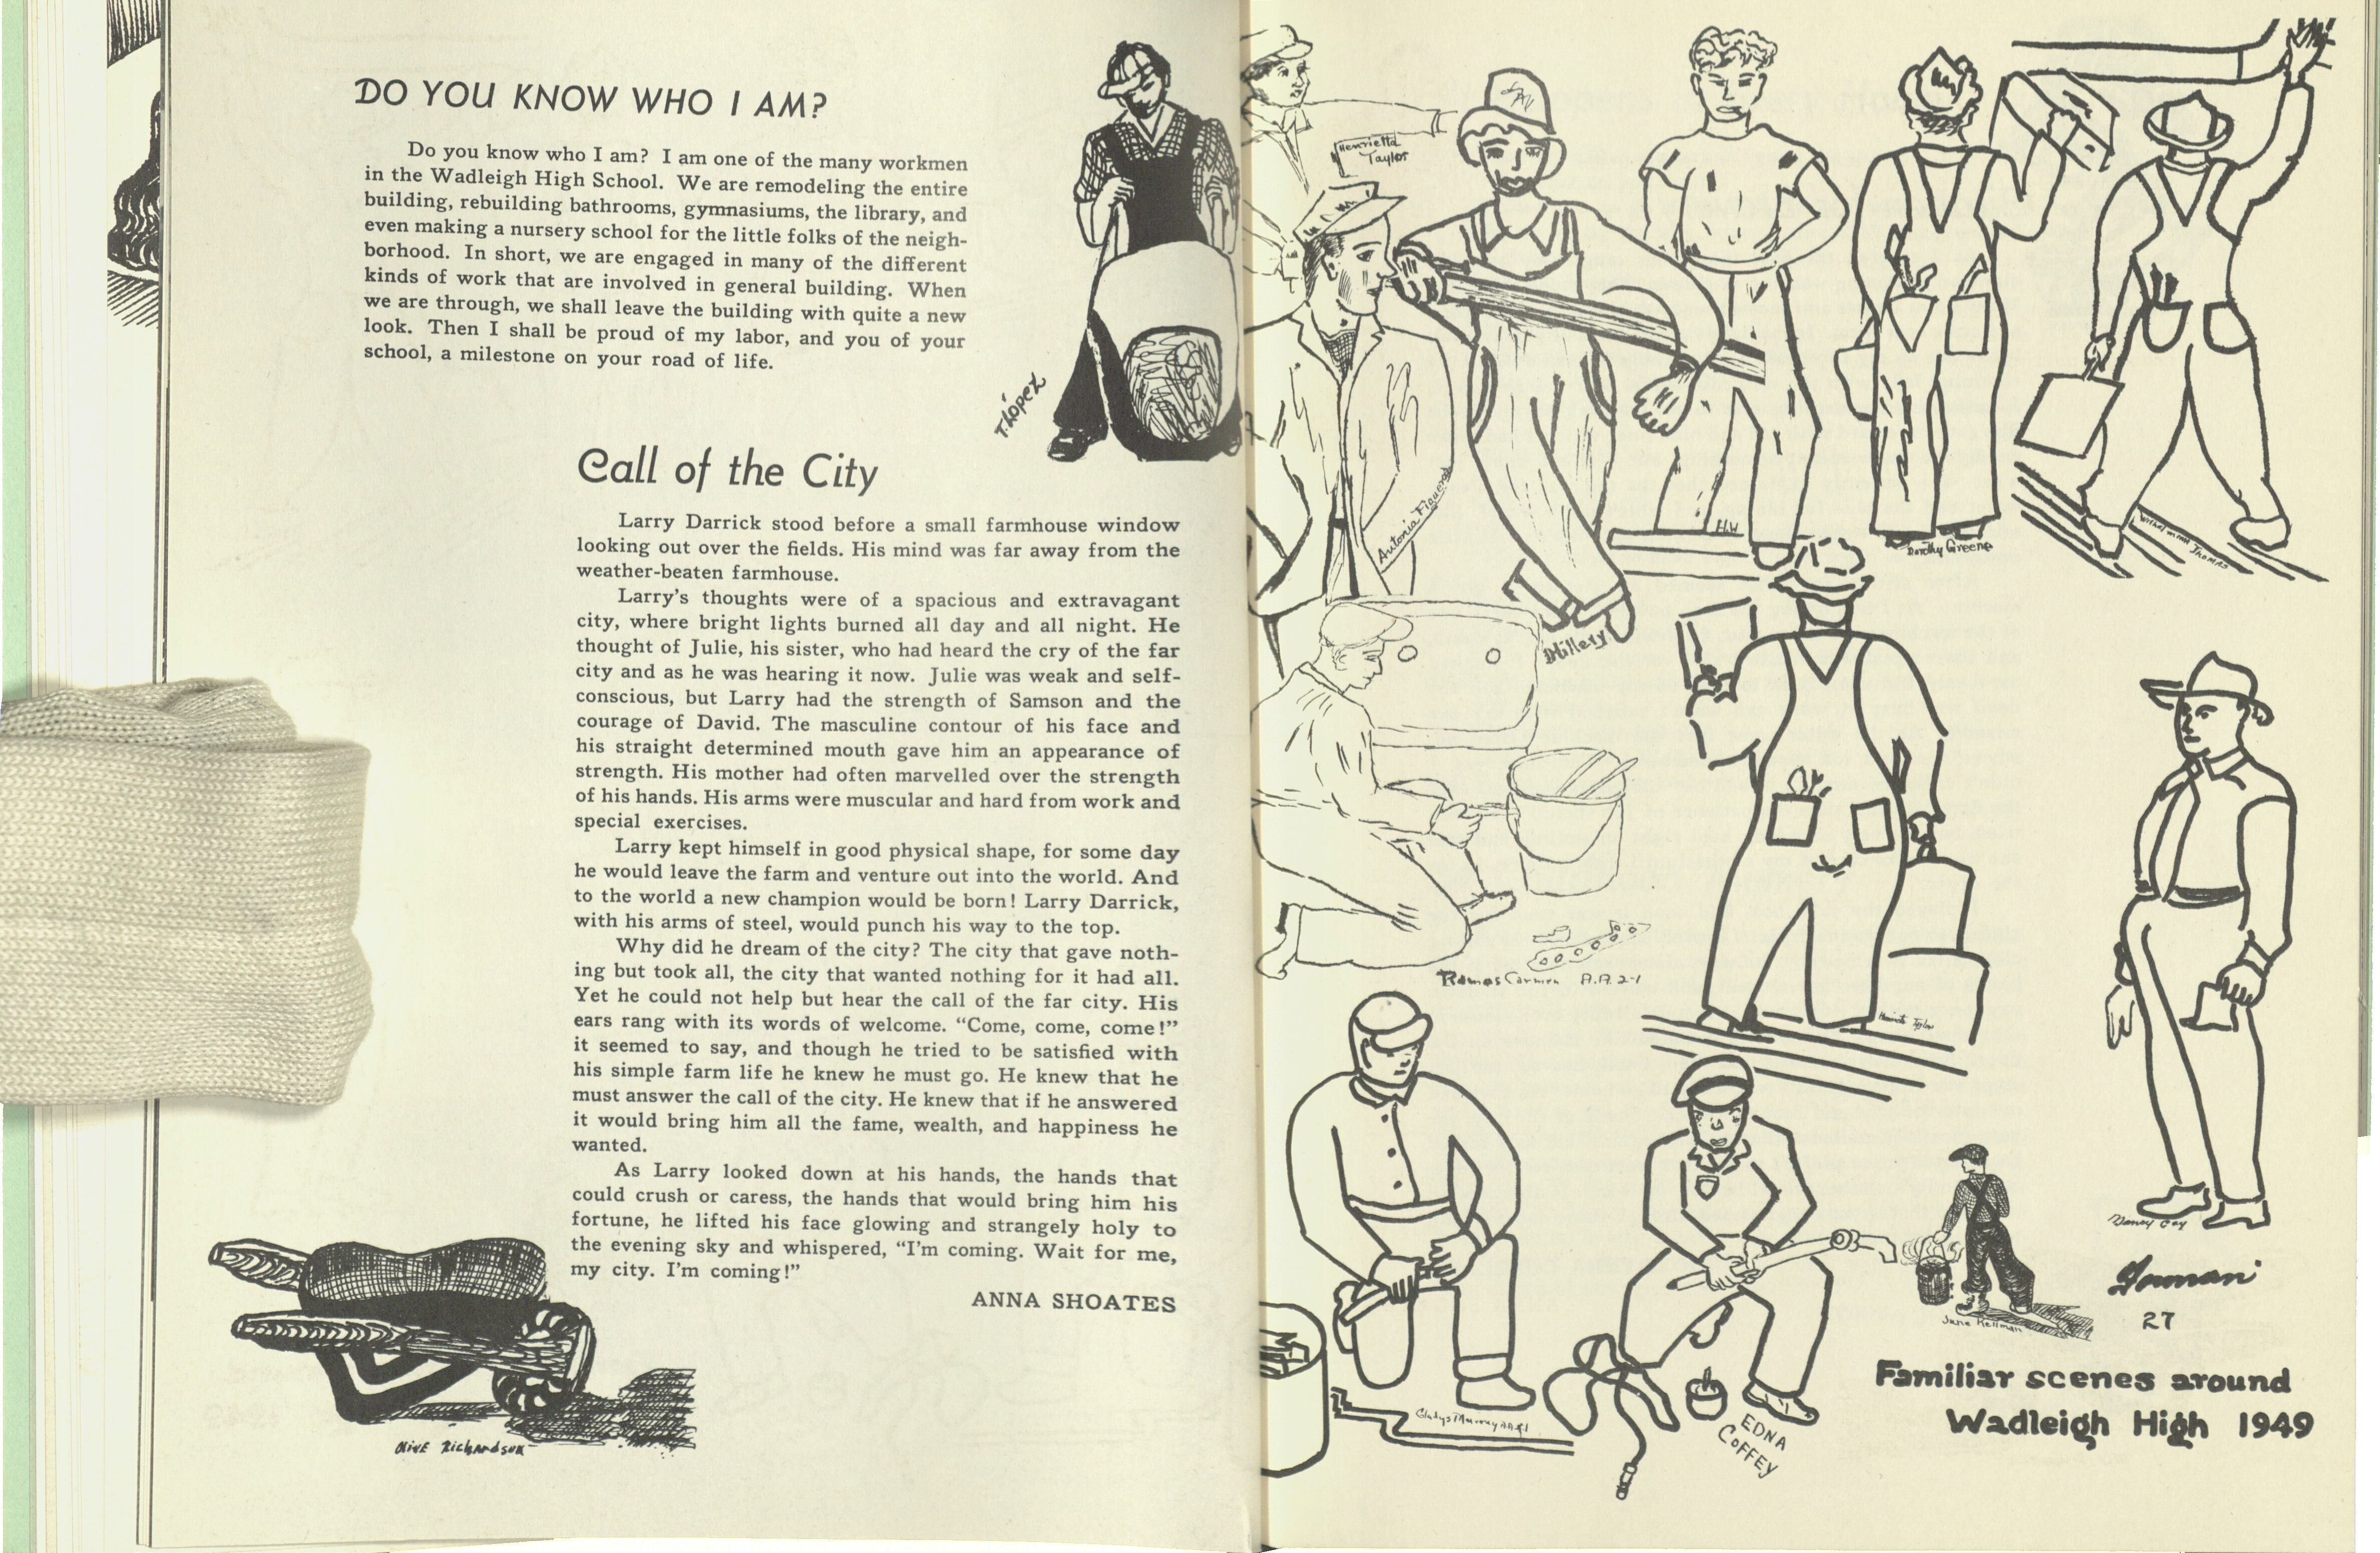 DO YOU KNOW WHO I AM?
Do you know who I am? I am one of the many workmen
in the Wadleigh High School. We are remodeling the entire
building, rebuilding bathrooms, gymnasiums, the library, and
even making a nursery school for the little folks of the neigh-
borhood. In short, we are engaged in many of the different
kinds of work that are involved in general building. When
we are through, we shall leave the building with quite a new
look. Then I shall be proud of my labor, and you of your
school, a milestone on your road of life.
T. López
Call of the City
Larry Darrick stood before a small farmhouse window
looking out over the fields. His mind was far away from the
weather-beaten farmhouse.
Larry's thoughts were of a spacious and extravagant
city, where bright lights burned all day and all night. He
thought of Julie, his sister, who had heard the cry of the far
city and as he was hearing it now. Julie was weak and self-
conscious, but Larry had the strength of Samson and the
courage of David. The masculine contour of his face and
his straight determined mouth gave him an appearance of
strength. His mother had often marvelled over the strength
of his hands. His arms were muscular and hard from work and
special exercises.
Larry kept himself in good physical shape, for some day
he would leave the farm and venture out into the world. And
to the world a new champion would be born! Larry Darrick,
with his arms of steel, would punch his way to the top.
Why did he dream of the city? The city that gave noth-
ing but took all, the city that wanted nothing for it had all.
Yet he could not help but hear the call of the far city. His
ears rang with its words of welcome. "Come, come, come!"
it seemed to say, and though he tried to be satisfied with
his simple farm life he knew he must go. He knew that he
must answer the call of the city. He knew that if he answered
it would bring him all the fame, wealth, and happiness he
wanted.
As Larry looked down at his hands, the hands that
could crush or caress, the hands that would bring him his
fortune, he lifted his face glowing and strangely holy to
the evening sky and whispered, "I'm coming. Wait for me,
my city. I'm coming!"
ANNA SHOATES
Olive Richardson
Henrietta
Taylor
Antonia Figueroa
Hillery
H.W.
Dorothy Greene
Wilhelmina Thomas
Ramos Carmen A.A.2-1
Henrietta Taylor
Gladys Murray
EDNA
COFFEY
June Kellman
Nancy Gay
27
Familiar scenes around
Wadleigh High 1949